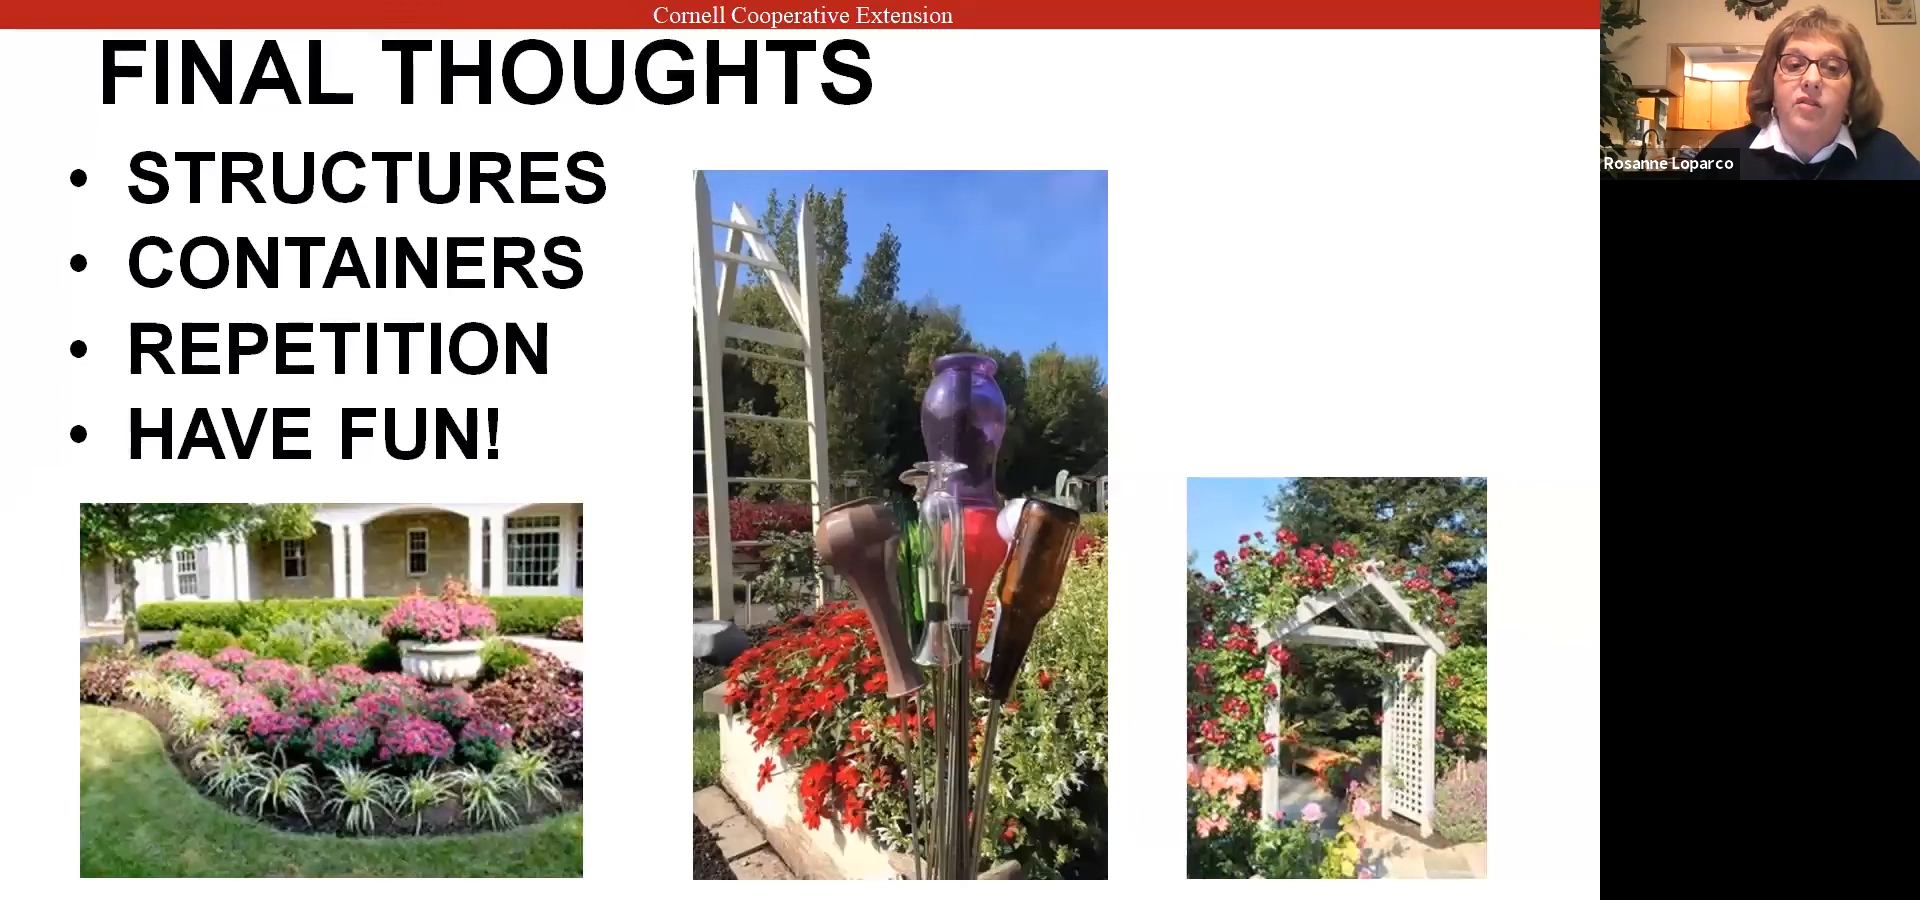 Cornell Cooperative Extension
FINAL THOUGHTS
• STRUCTURES
• CONTAINERS
• REPETITION
• HAVE FUN!
Rosanne Loparco